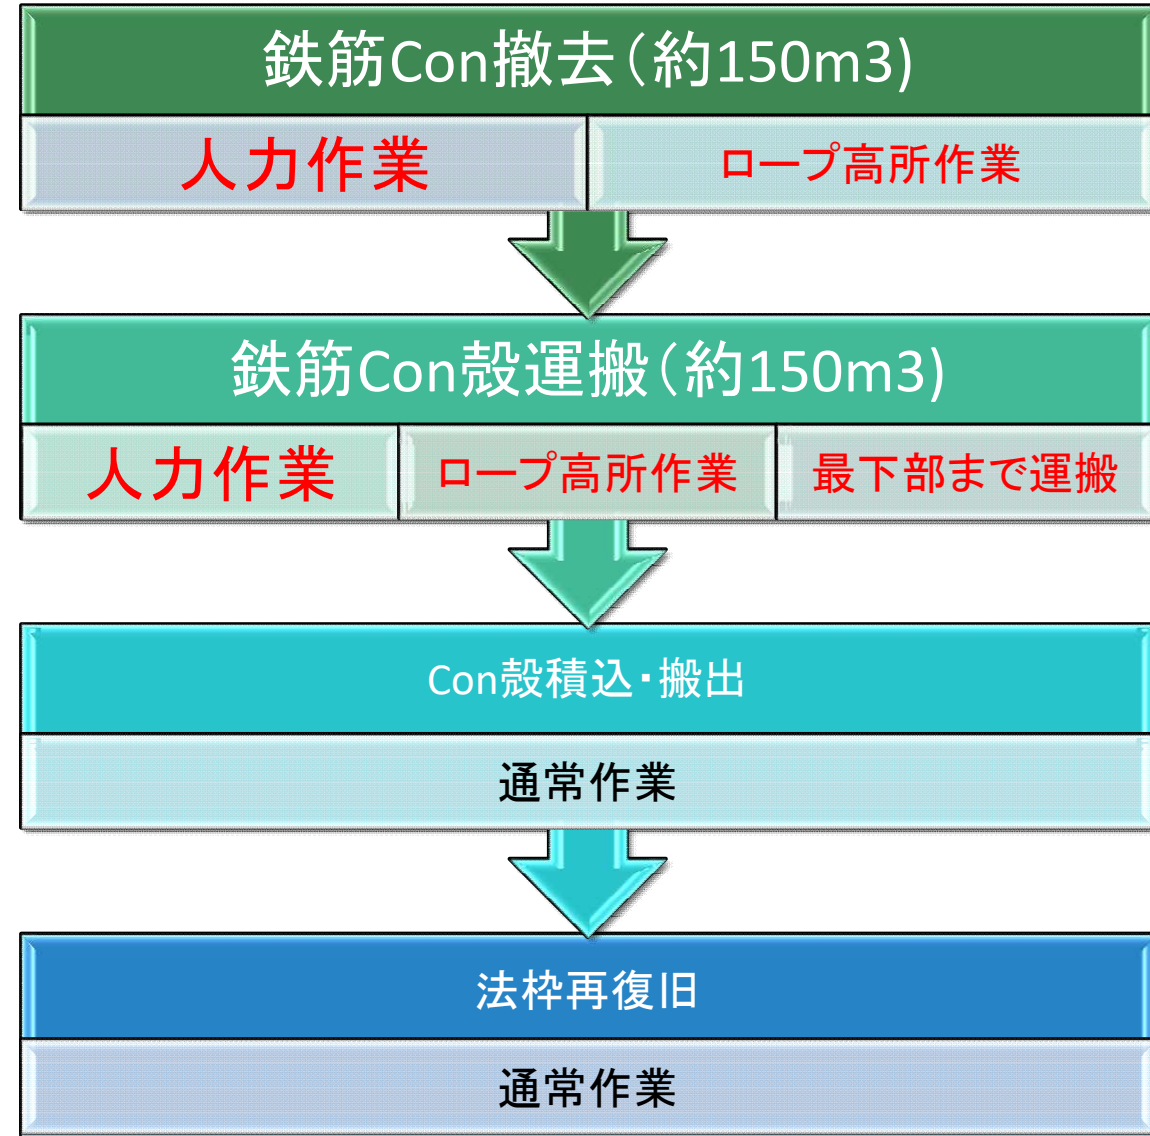 鉄筋Con撤去（約150m3)
人力作業
ロープ高所作業
鉄筋Con殻運搬（約150m3)
人力作業
ロープ高所作業
最下部まで運搬
Con殻積込・搬出
通常作業
法枠再復旧
通常作業